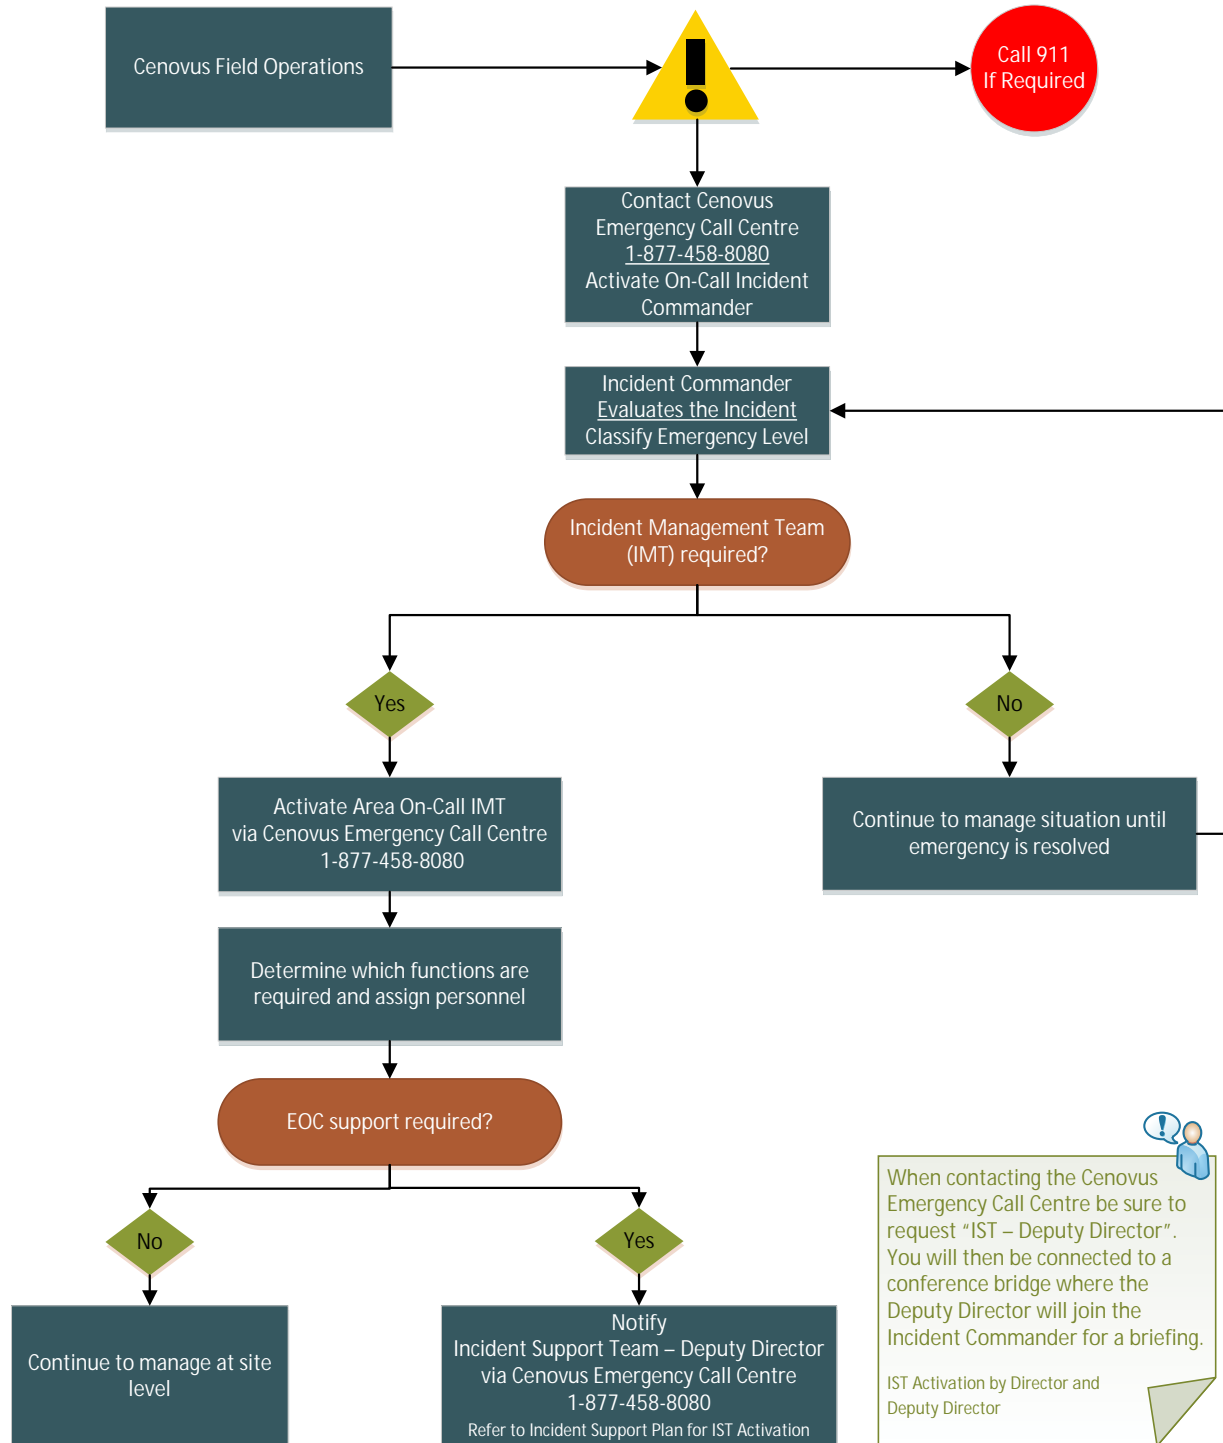 Cenovus Field Operations
Call 911
If Required
Contact Cenovus
Emergency Call Centre
1-877-458-8080
Activate On-Call Incident
Commander
Incident Commander
Evaluates the Incident
Classify Emergency Level
Incident Management Team
(IMT) required?
Yes
No
Activate Area On-Call IMT
via Cenovus Emergency Call Centre
1-877-458-8080
Continue to manage situation until
emergency is resolved
Determine which functions are
required and assign personnel
EOC support required?
No
Yes
Continue to manage at site
level
Notify
Incident Support Team – Deputy Director
via Cenovus Emergency Call Centre
1-877-458-8080
Refer to Incident Support Plan for IST Activation
When contacting the Cenovus
Emergency Call Centre be sure to
request “IST – Deputy Director”.
You will then be connected to a
conference bridge where the
Deputy Director will join the
Incident Commander for a briefing.
IST Activation by Director and
Deputy Director